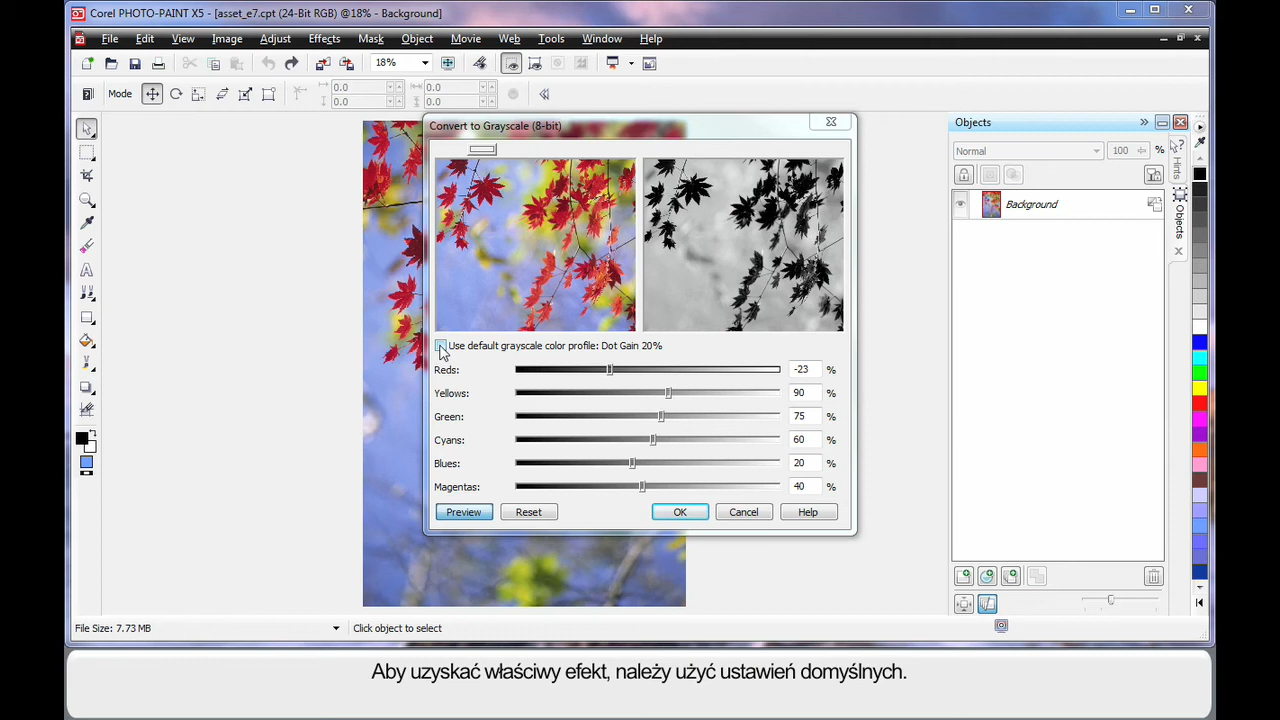 Corel PHOTO-PAINT X5 - [asset_e7.cpt (24-Bit RGB) @18% - Background]
File Edit View Image Adjust Effects Mask Object Movie Web Tools Window Help
18%
Mode 0.0 0.0
0.0 0.0
Convert to Grayscale (8-bit)
Use default grayscale color profile: Dot Gain 20%
Reds: -23 %
Yellows: 90 %
Green: 75 %
Cyans: 60 %
Blues: 20 %
Magentas: 40 %
Preview Reset OK Cancel Help
Objects
Normal 100 %
Background
Hints
Objects
File Size: 7.73 MB Click object to select
Aby uzyskać właściwy efekt, należy użyć ustawień domyślnych.